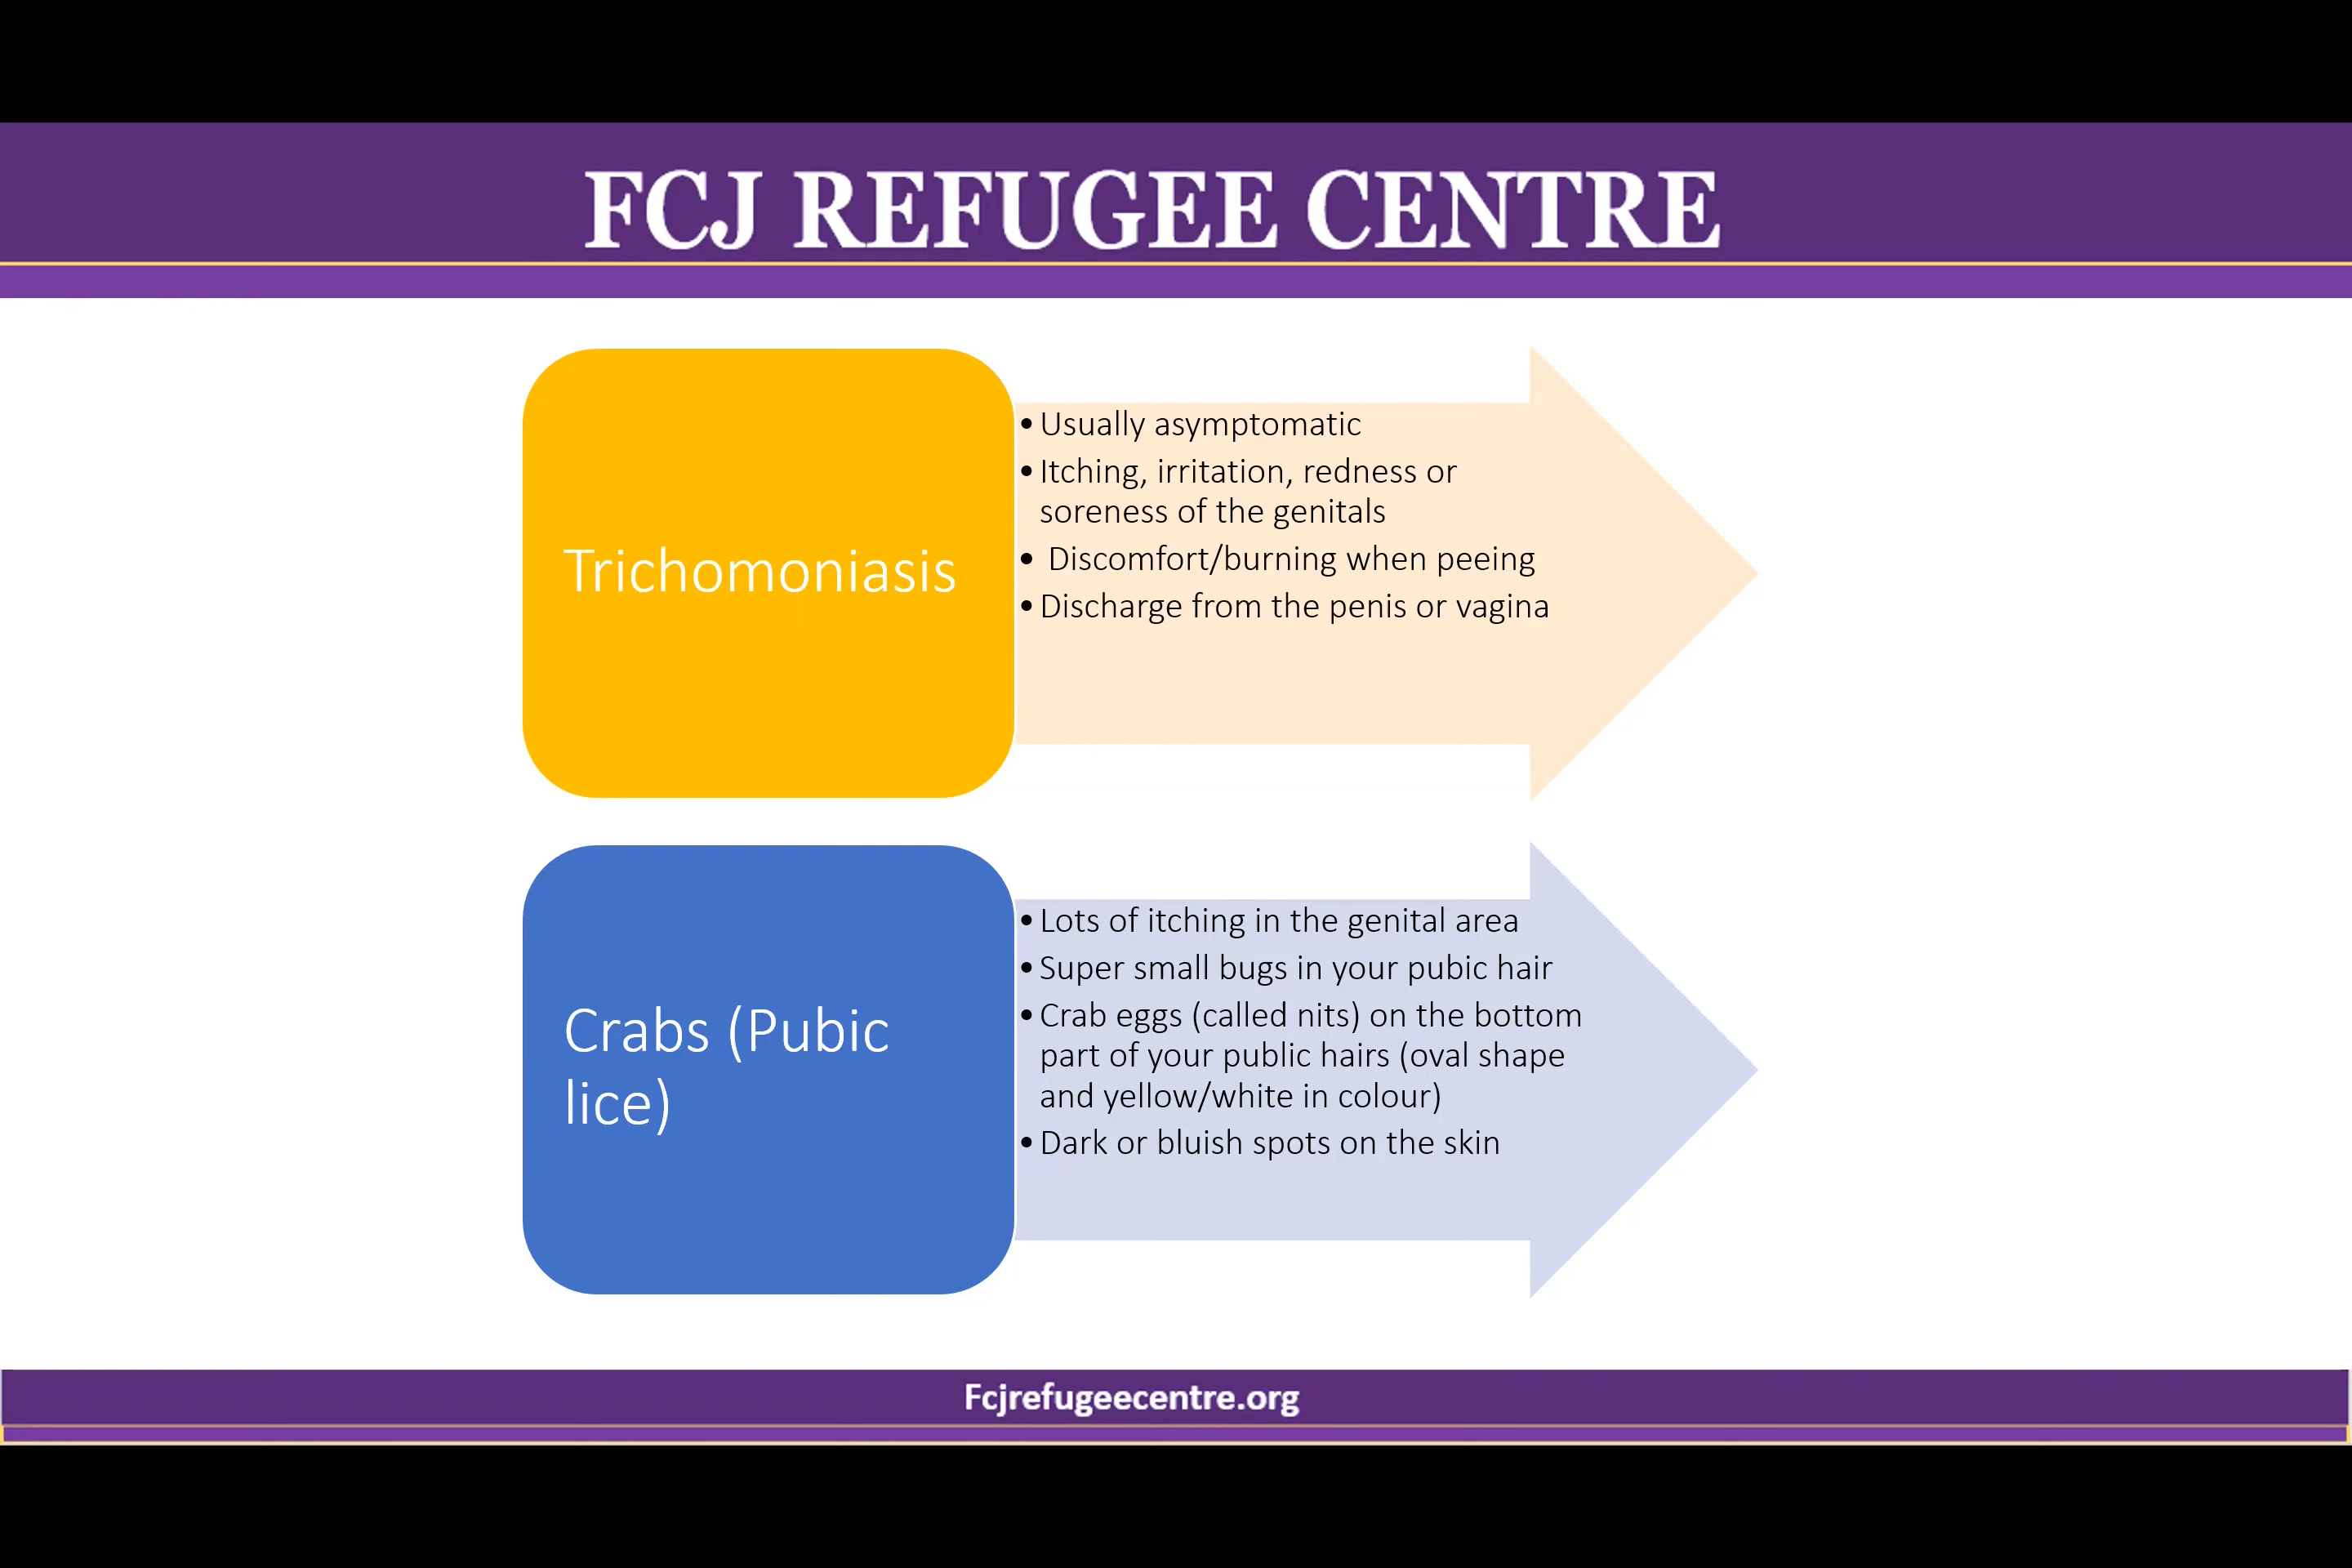 FCJ REFUGEE CENTRE
Trichomoniasis
• Usually asymptomatic
• Itching, irritation, redness or
soreness of the genitals
• Discomfort/burning when peeing
• Discharge from the penis or vagina
Crabs (Pubic
lice)
• Lots of itching in the genital area
• Super small bugs in your pubic hair
• Crab eggs (called nits) on the bottom
part of your public hairs (oval shape
and yellow/white in colour)
• Dark or bluish spots on the skin
Fcjrefugeecentre.org